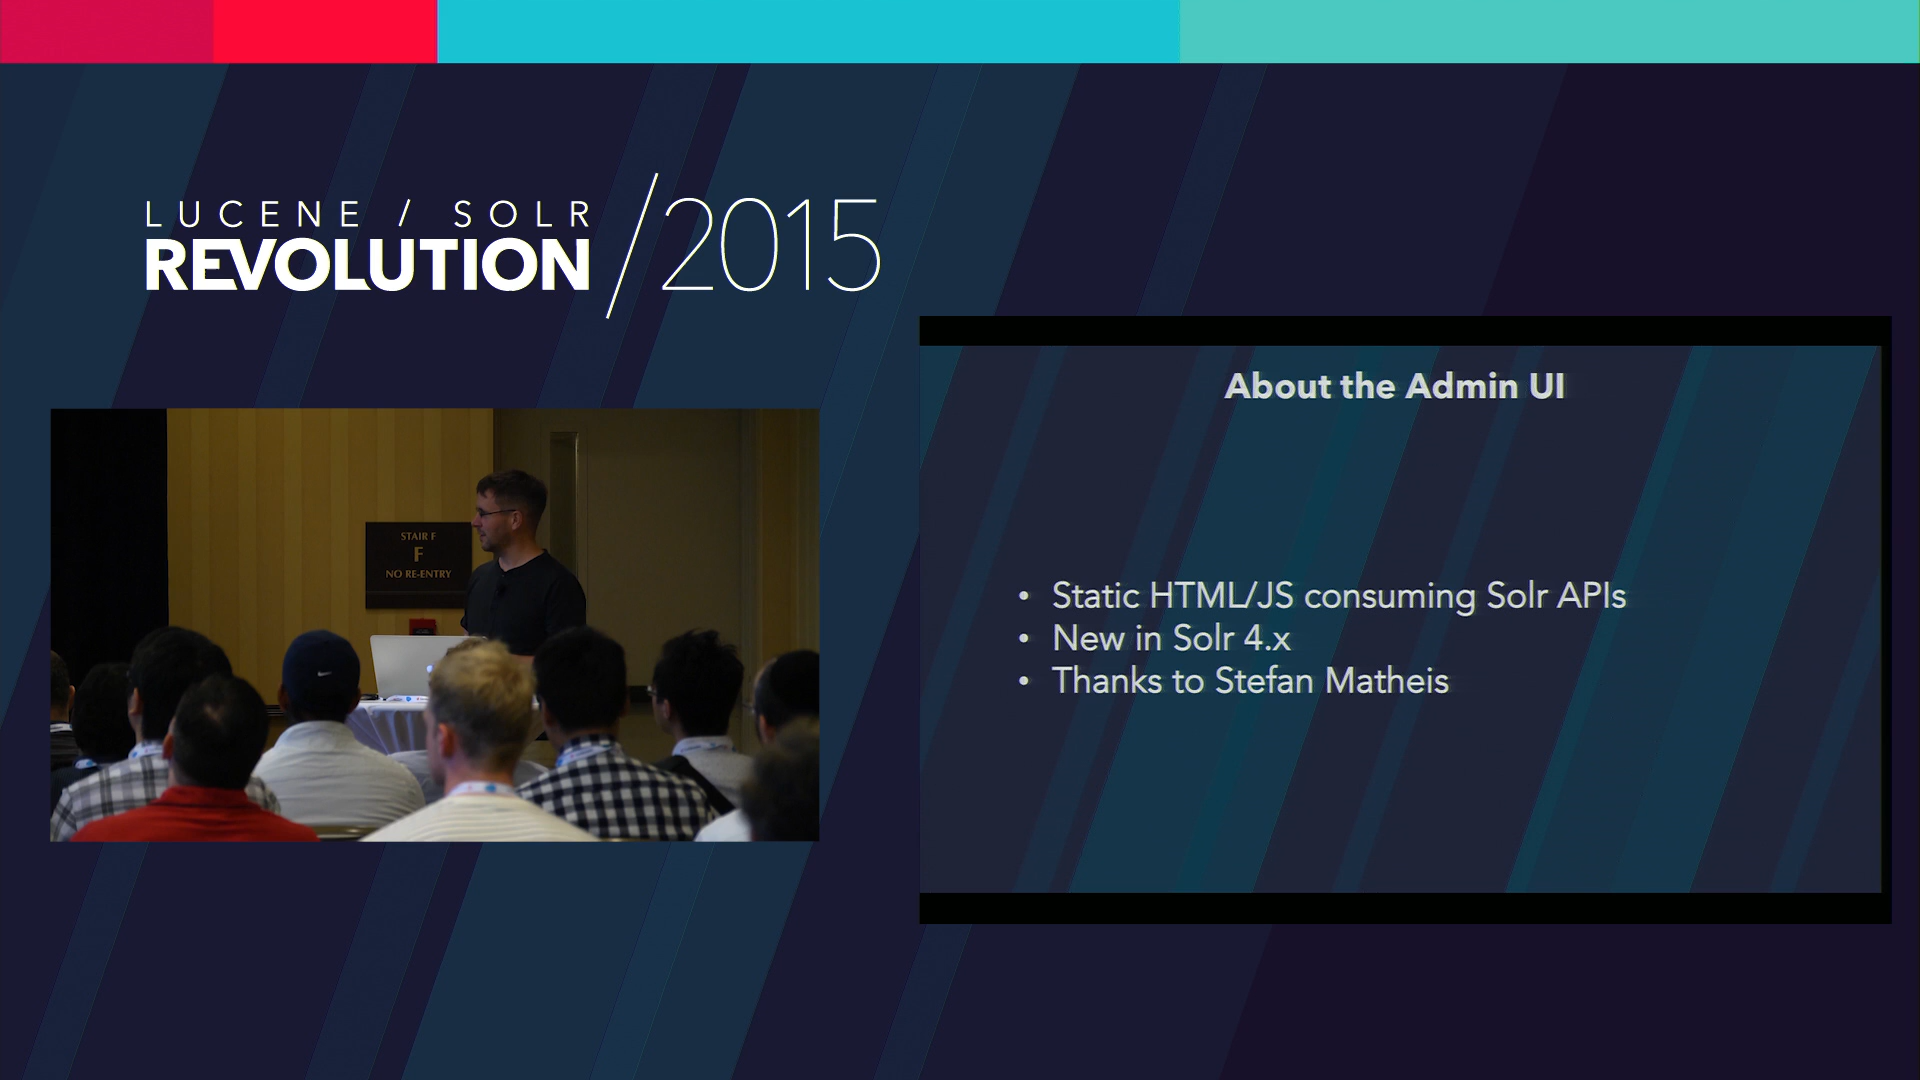 LUCENE / SOLR
REVOLUTION
/2015
STAIR F
F
NO RE-ENTRY
About the Admin UI
• Static HTML/JS consuming Solr APIs
• New in Solr 4.x
• Thanks to Stefan Matheis